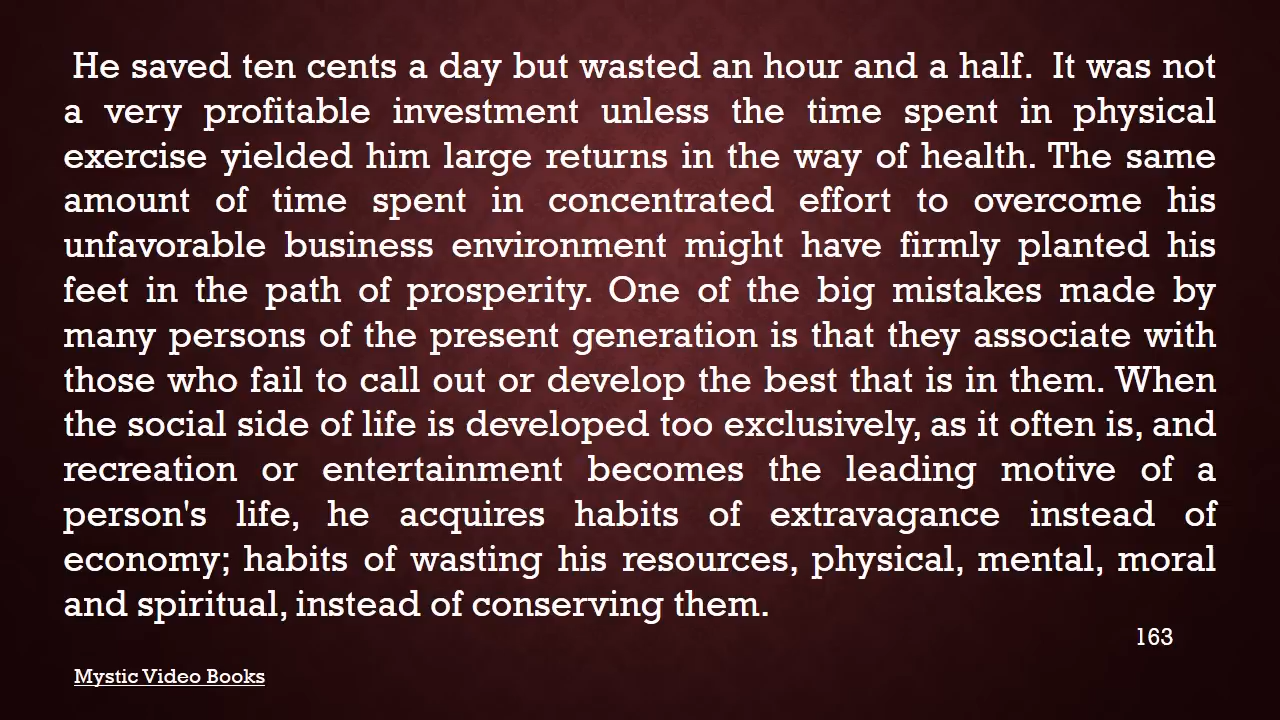 He saved ten cents a day but wasted an hour and a half. It was not
a very profitable investment unless the time spent in physical
exercise yielded him large returns in the way of health. The same
amount of time spent in concentrated effort to overcome his
unfavorable business environment might have firmly planted his
feet in the path of prosperity. One of the big mistakes made by
many persons of the present generation is that they associate with
those who fail to call out or develop the best that is in them. When
the social side of life is developed too exclusively, as it often is, and
recreation or entertainment becomes the leading motive of a
person's life, he acquires habits of extravagance instead of
economy; habits of wasting his resources, physical, mental, moral
and spiritual, instead of conserving them.
163
Mystic Video Books